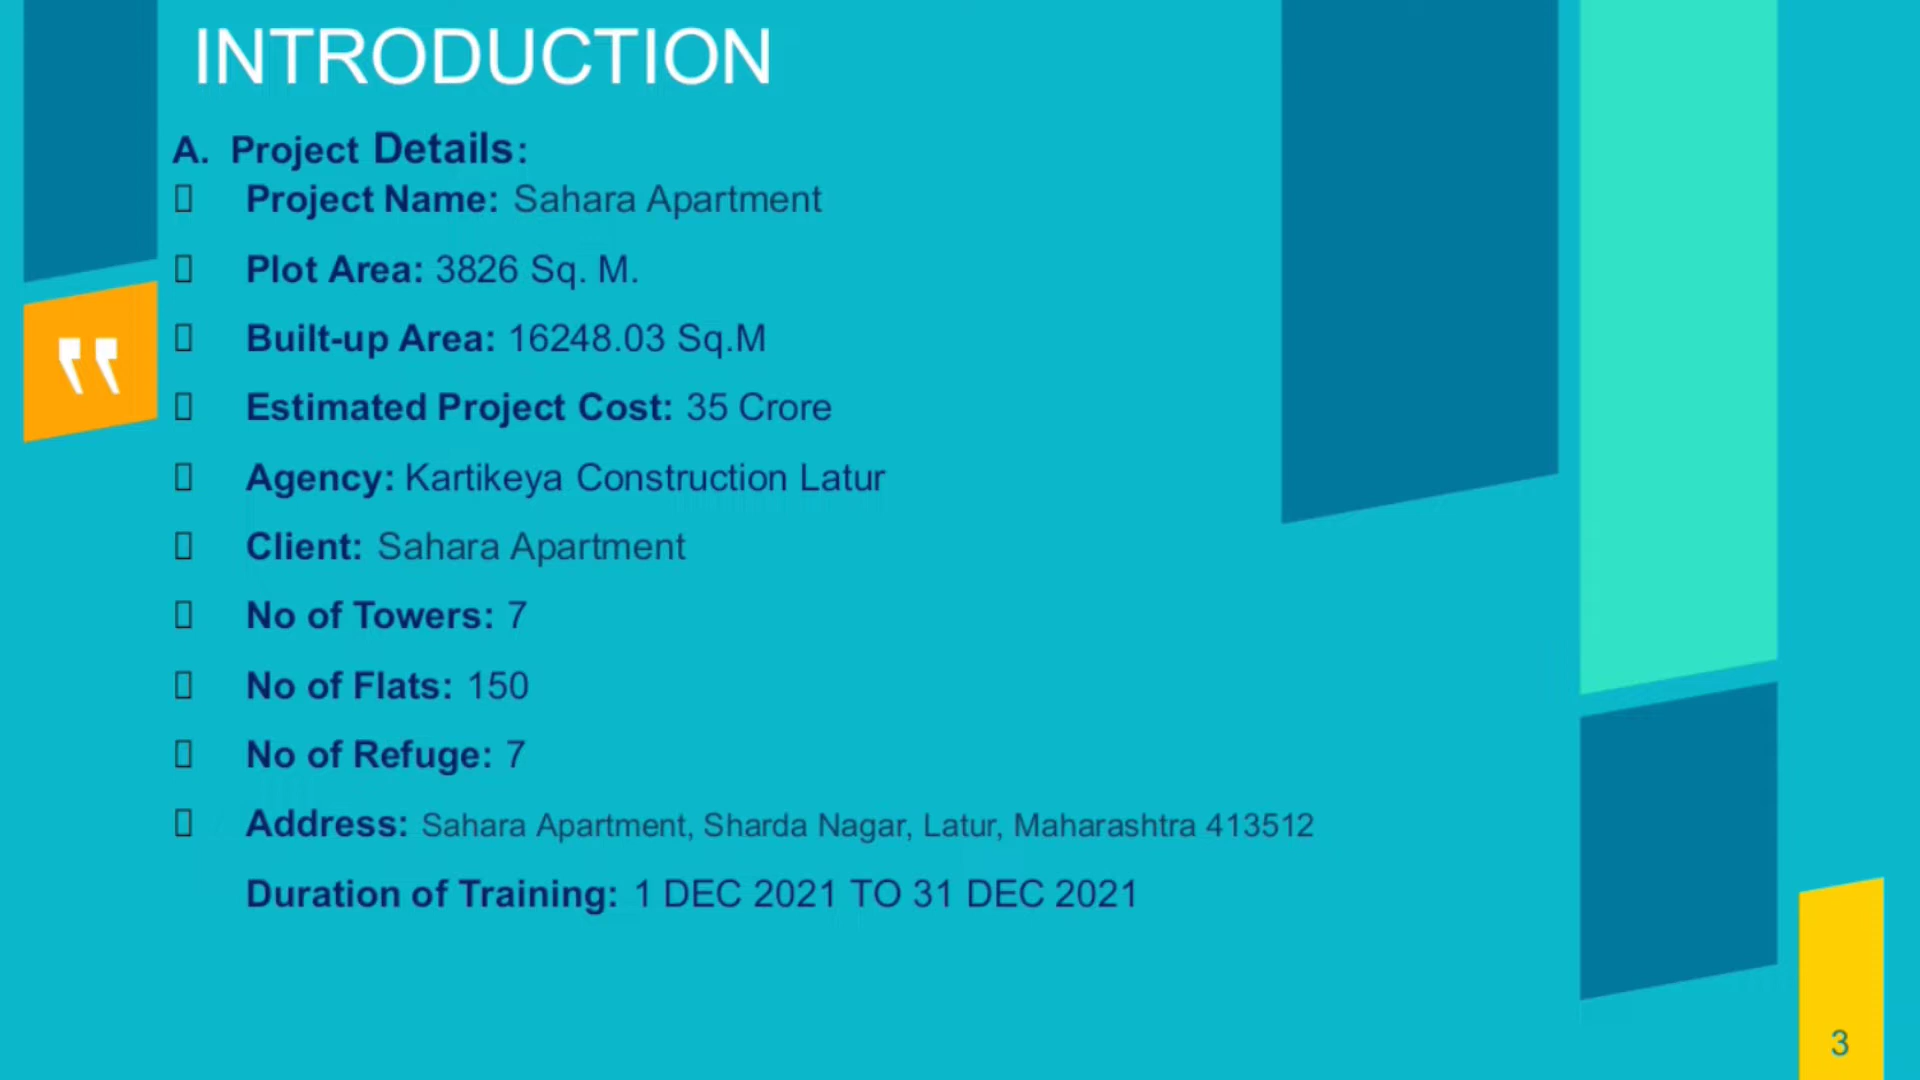 INTRODUCTION
A. Project Details:
Project Name: Sahara Apartment
Plot Area: 3826 Sq. M.
Built-up Area: 16248.03 Sq.M
Estimated Project Cost: 35 Crore
Agency: Kartikeya Construction Latur
Client: Sahara Apartment
No of Towers: 7
No of Flats: 150
No of Refuge: 7
Address: Sahara Apartment, Sharda Nagar, Latur, Maharashtra 413512
Duration of Training: 1 DEC 2021 TO 31 DEC 2021
3